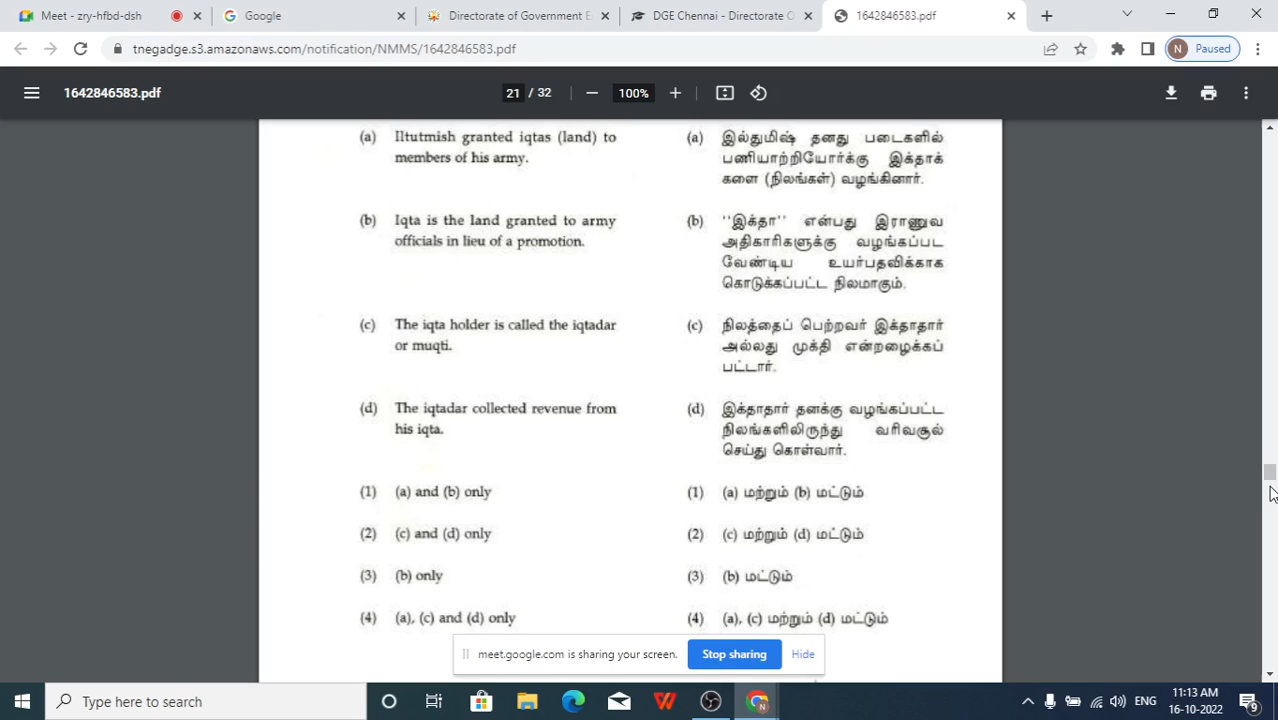 Meet - zry-hfbd-dsh
Google
Directorate of Government E
DGE Chennai - Directorate O
1642846583.pdf
tnegadge.s3.amazonaws.com/notification/NMMS/1642846583.pdf
N Paused
1642846583.pdf
21 / 32
100%
(a) Iltutmish granted iqtas (land) to
members of his army.
(b) Iqta is the land granted to army
officials in lieu of a promotion.
(c) The iqta holder is called the iqtadar
or muqti.
(d) The iqtadar collected revenue from
his iqta.
(1) (a) and (b) only
(2) (c) and (d) only
(3) (b) only
(4) (a), (c) and (d) only
(a) இல்துமிஷ் தனது படைகளில்
பணியாற்றியோர்க்கு இக்தாக்
களை (நிலங்கள்) வழங்கினார்.
(b) ''இக்தா'' என்பது இராணுவ
அதிகாரிகளுக்கு வழங்கப்பட
வேண்டிய உயர்பதவிக்காக
கொடுக்கப்பட்ட நிலமாகும்.
(c) நிலத்தைப் பெற்றவர் இக்தாதார்
அல்லது முக்தி என்றழைக்கப்
பட்டார்.
(d) இக்தாதார் தனக்கு வழங்கப்பட்ட
நிலங்களிலிருந்து வரிவசூல்
செய்து கொள்வார்.
(1) (a) மற்றும் (b) மட்டும்
(2) (c) மற்றும் (d) மட்டும்
(3) (b) மட்டும்
(4) (a), (c) மற்றும் (d) மட்டும்
meet.google.com is sharing your screen.
Stop sharing
Hide
Type here to search
ENG
11:13 AM
16-10-2022
9